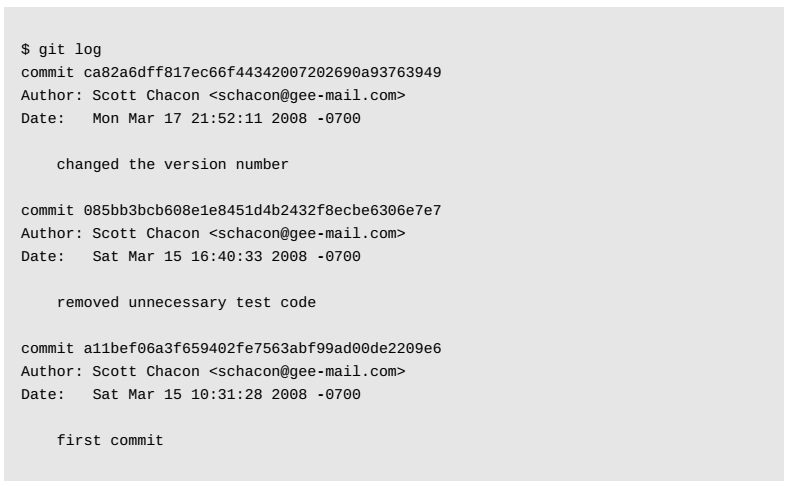 $ git log
commit ca82a6dff817ec66f44342007202690a93763949
Author: Scott Chacon <schacon@gee-mail.com>
Date:   Mon Mar 17 21:52:11 2008 -0700
changed the version number
commit 085bb3bcb608e1e8451d4b2432f8ecbe6306e7e7
Author: Scott Chacon <schacon@gee-mail.com>
Date:   Sat Mar 15 16:40:33 2008 -0700
removed unnecessary test code
commit a11bef06a3f659402fe7563abf99ad00de2209e6
Author: Scott Chacon <schacon@gee-mail.com>
Date:   Sat Mar 15 10:31:28 2008 -0700
first commit